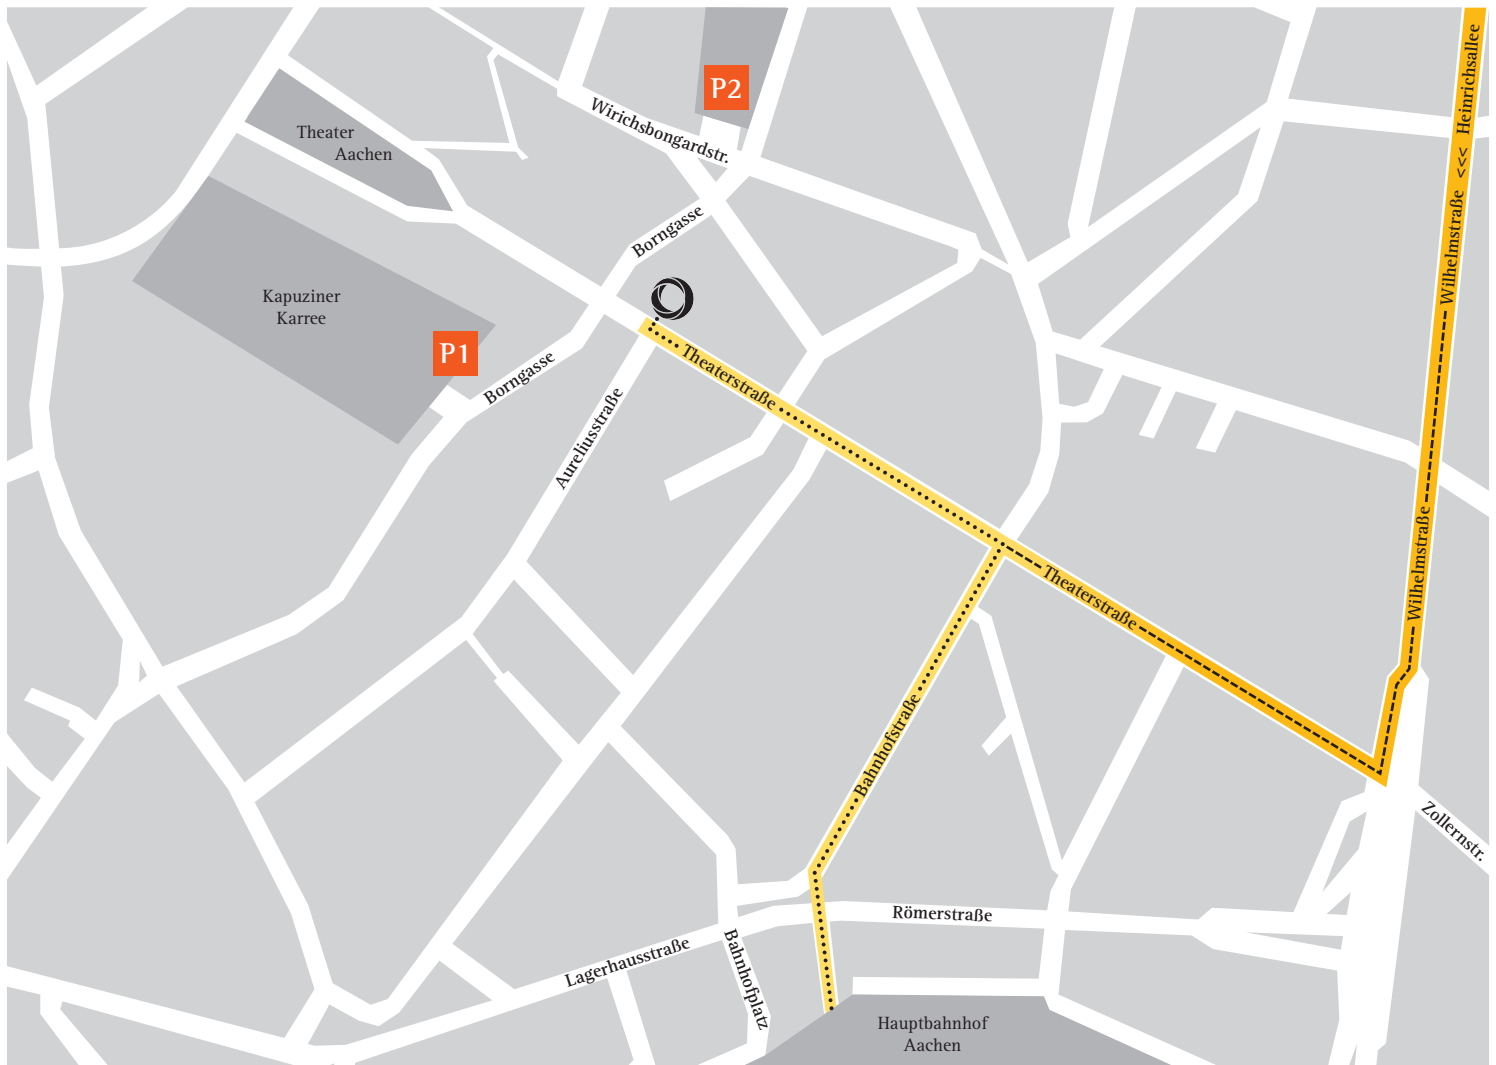 P2
Heinrichsallee
<<<
Wilhelmstraße
Wirichsbongardstr.
Theater
Aachen
Borngasse
Kapuziner
Karree
P1
Borngasse
Theaterstraße
Aureliusstraße
Wilhelmstraße
Theaterstraße
Bahnhofstraße
Zollernstr.
Römerstraße
Lagerhausstraße
Bahnhofplatz
Hauptbahnhof
Aachen